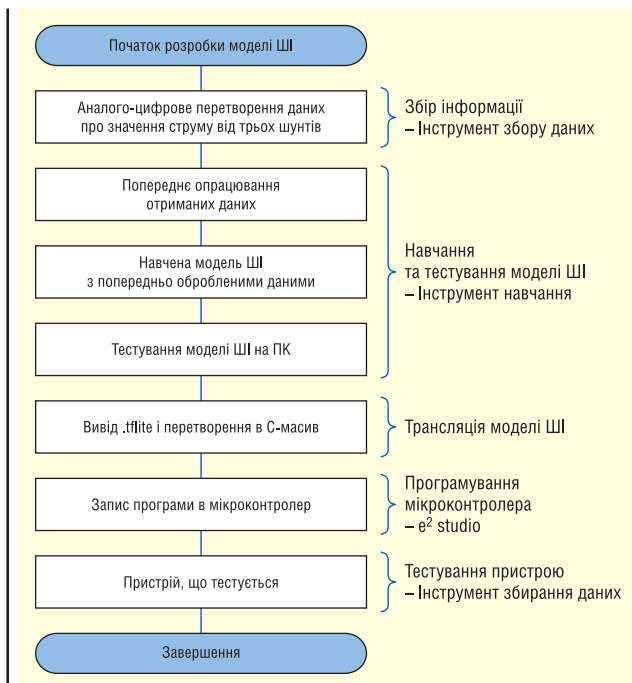 Початок розробки моделі ШІ
Аналого-цифрове перетворення даних
про значення струму від трьох шунтів
Збір інформації
– Інструмент збору даних
Попереднє опрацювання
отриманих даних
Навчена модель ШІ
з попередньо обробленими даними
Тестування моделі ШІ на ПК
Навчання
та тестування моделі ШІ
– Інструмент навчання
Вивід .tflite і перетворення в С-масив
Трансляція моделі ШІ
Запис програми в мікроконтролер
Програмування
мікроконтролера
– e² studio
Пристрій, що тестується
Тестування пристрою
– Інструмент збирання даних
Завершення